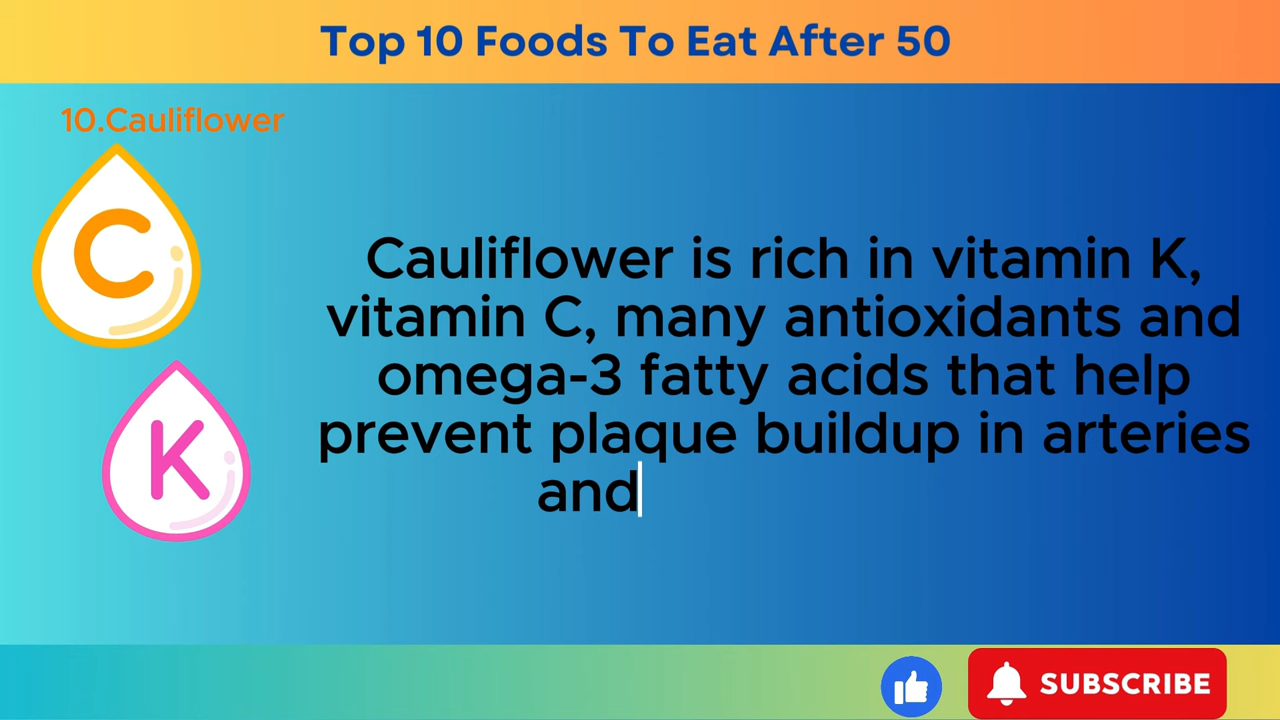 Top 10 Foods To Eat After 50
10.Cauliflower
C
Cauliflower is rich in vitamin K,
vitamin C, many antioxidants and
omega-3 fatty acids that help
prevent plaque buildup in arteries
and
K
SUBSCRIBE